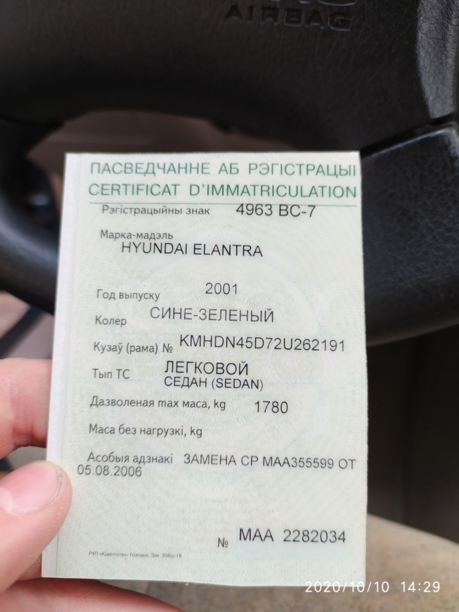 AIRBAG
ПАСВЕДЧАННЕ АБ РЭГІСТРАЦЫІ
CERTIFICAT D'IMMATRICULATION
Рэгістрацыйны знак 4963 BC-7
Марка-мадэль
HYUNDAI ELANTRA
Год выпуску 2001
Колер СИНЕ-ЗЕЛЕНЫЙ
Кузаў (рама) № KMHDN45D72U262191
Тып ТС ЛЕГКОВОЙ
СЕДАН (SEDAN)
Дазволеная max маса, kg 1780
Маса без нагрузкі, kg
Асобыя адзнакі ЗАМЕНА СР МАА355599 ОТ
05.08.2006
№ МАА 2282034
2020/10/10 14:29